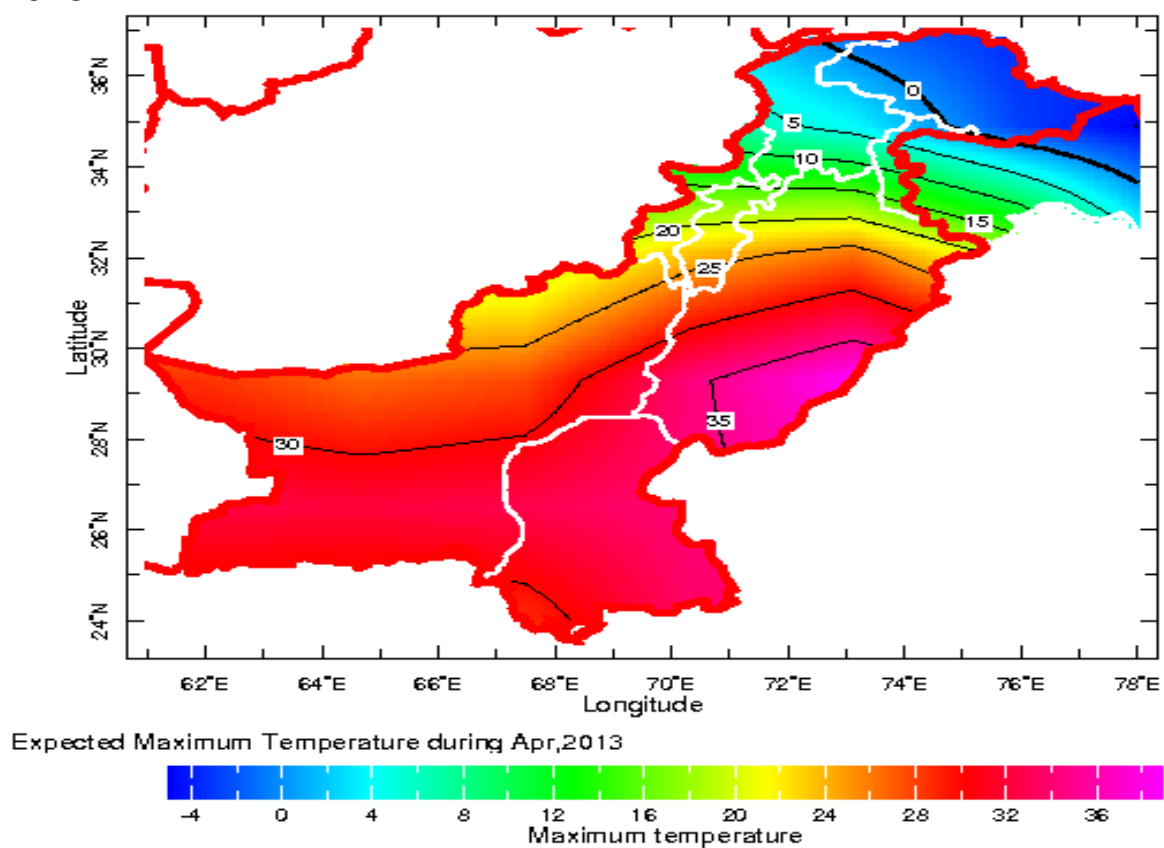 36°N
34°N
32°N
30°N
28°N
26°N
24°N
Latitude
0
5
10
15
20
25
30
35
62°E 64°E 66°E 68°E 70°E 72°E 74°E 76°E 78°E
Longitude
Expected Maximum Temperature during Apr,2013
-4 0 4 8 12 16 20 24 28 32 36
Maximum temperature